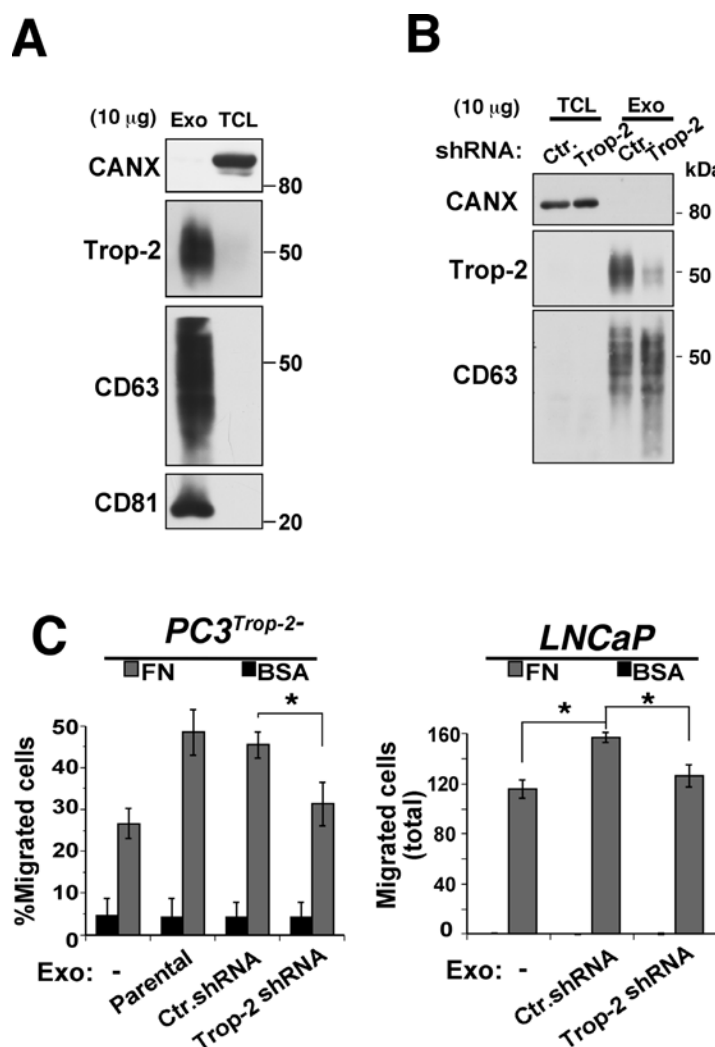 A
(10 µg) Exo TCL
CANX
80
Trop-2
50
CD63
50
CD81
20
B
(10 µg) TCL Exo
shRNA: Ctr. Trop-2 Ctr. Trop-2
kDa
CANX
80
Trop-2
50
CD63
50
C
PC3Trop-2-
FN BSA
*
%Migrated cells
50
40
30
20
10
0
Exo: - Parental Ctr.shRNA Trop-2 shRNA
LNCaP
FN BSA
* *
Migrated cells
(total)
160
120
80
40
0
Exo: - Ctr.shRNA Trop-2 shRNA